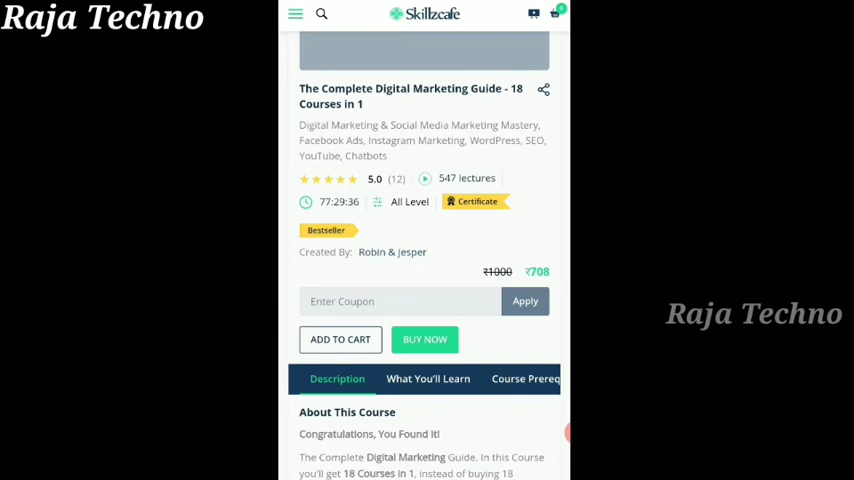 Raja Techno
Skillzcafe
0
The Complete Digital Marketing Guide - 18
Courses in 1
Digital Marketing & Social Media Marketing Mastery,
Facebook Ads, Instagram Marketing, WordPress, SEO,
YouTube, Chatbots
5.0 (12) 547 lectures
77:29:36 All Level Certificate
Bestseller
Created By: Robin & Jesper
₹1000 ₹708
Enter Coupon Apply
Raja Techno
ADD TO CART BUY NOW
Description What You'll Learn Course Prereq
About This Course
Congratulations, You Found It!
The Complete Digital Marketing Guide. In this Course
you'll get 18 Courses in 1, instead of buying 18